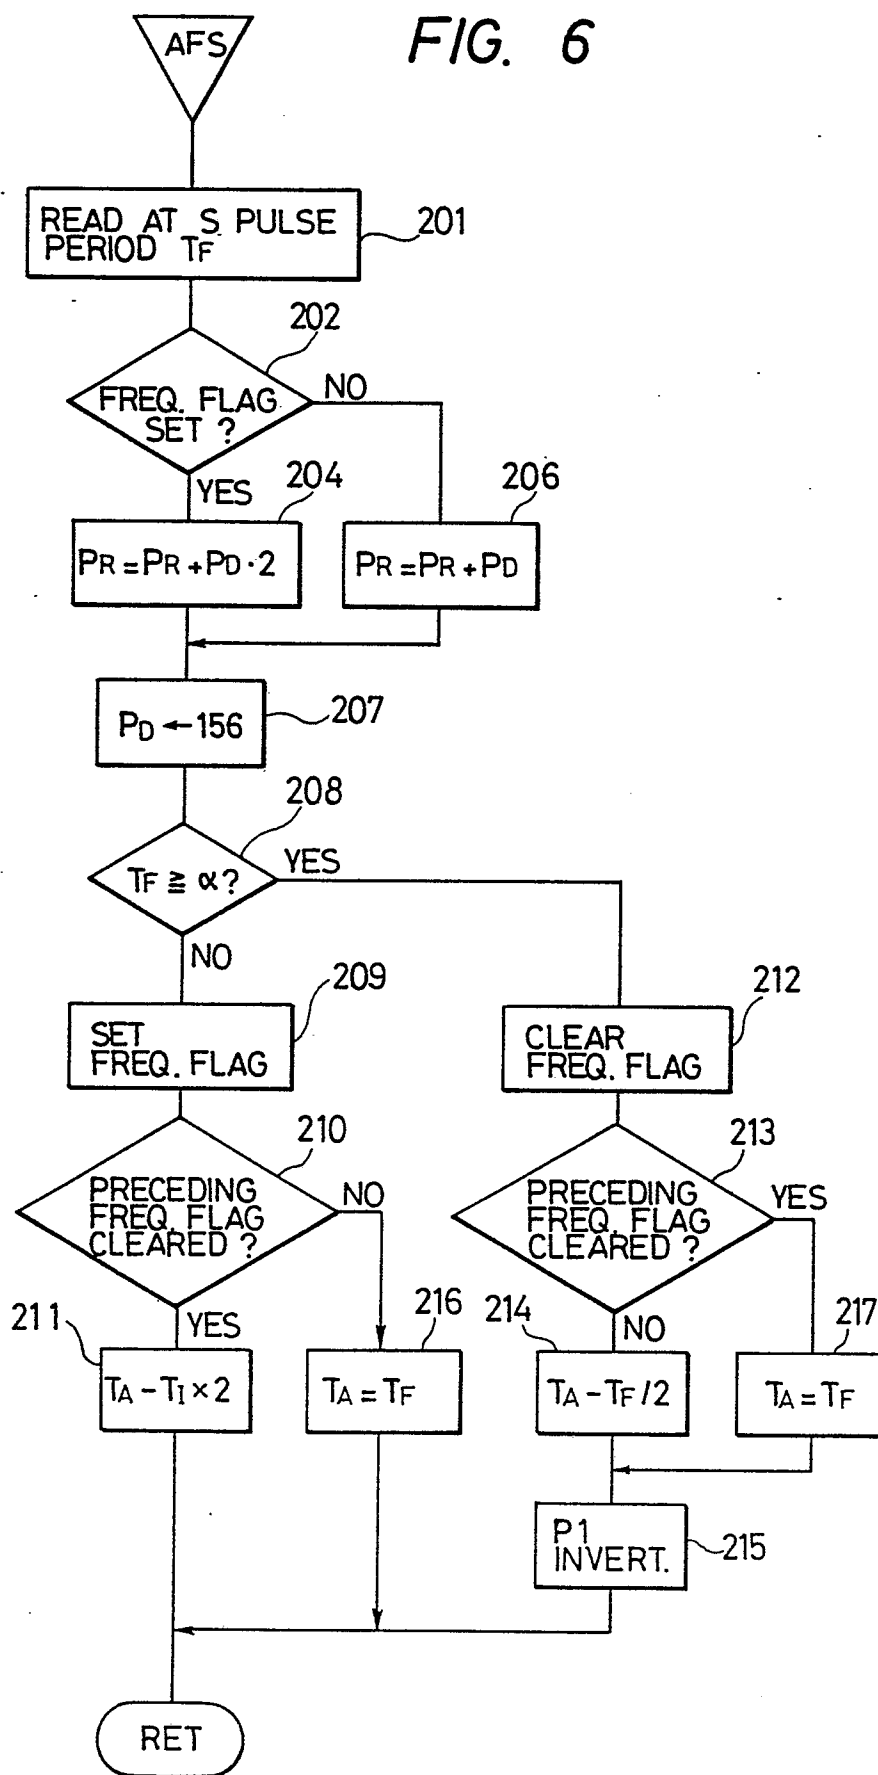 FIG. 6
AFS
READ AT S PULSE
PERIOD TF
201
202
FREQ. FLAG
SET ?
NO
YES
204
206
PR = PR + PD · 2
PR = PR + PD
PD ← 156
207
208
TF ≧ α?
YES
NO
209
212
SET
FREQ. FLAG
CLEAR
FREQ. FLAG
210
213
PRECEDING
FREQ. FLAG
CLEARED ?
NO
PRECEDING
FREQ. FLAG
CLEARED ?
YES
211
YES
216
214
NO
217
TA – TI × 2
TA = TF
TA – TF / 2
TA = TF
P1
INVERT.
215
RET